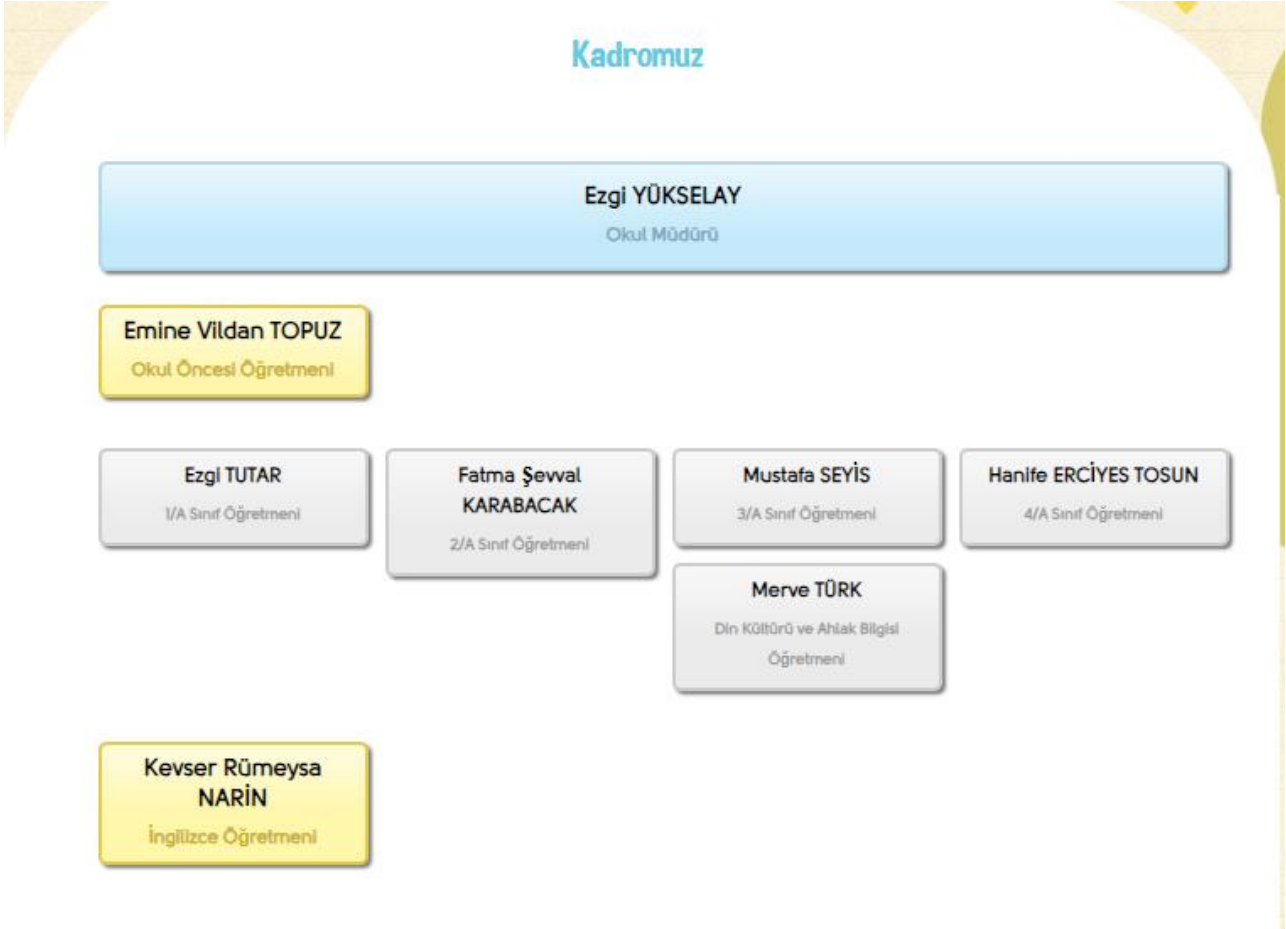 Kadromuz
Ezgi YÜKSELAY
Okul Müdürü
Emine Vildan TOPUZ
Okul Öncesi Öğretmeni
Ezgi TUTAR
1/A Sınıf Öğretmeni
Fatma Şevval
KARABACAK
2/A Sınıf Öğretmeni
Mustafa SEYİS
3/A Sınıf Öğretmeni
Hanife ERCİYES TOSUN
4/A Sınıf Öğretmeni
Merve TÜRK
Din Kültürü ve Ahlak Bilgisi
Öğretmeni
Kevser Rümeysa
NARİN
İngilizce Öğretmeni